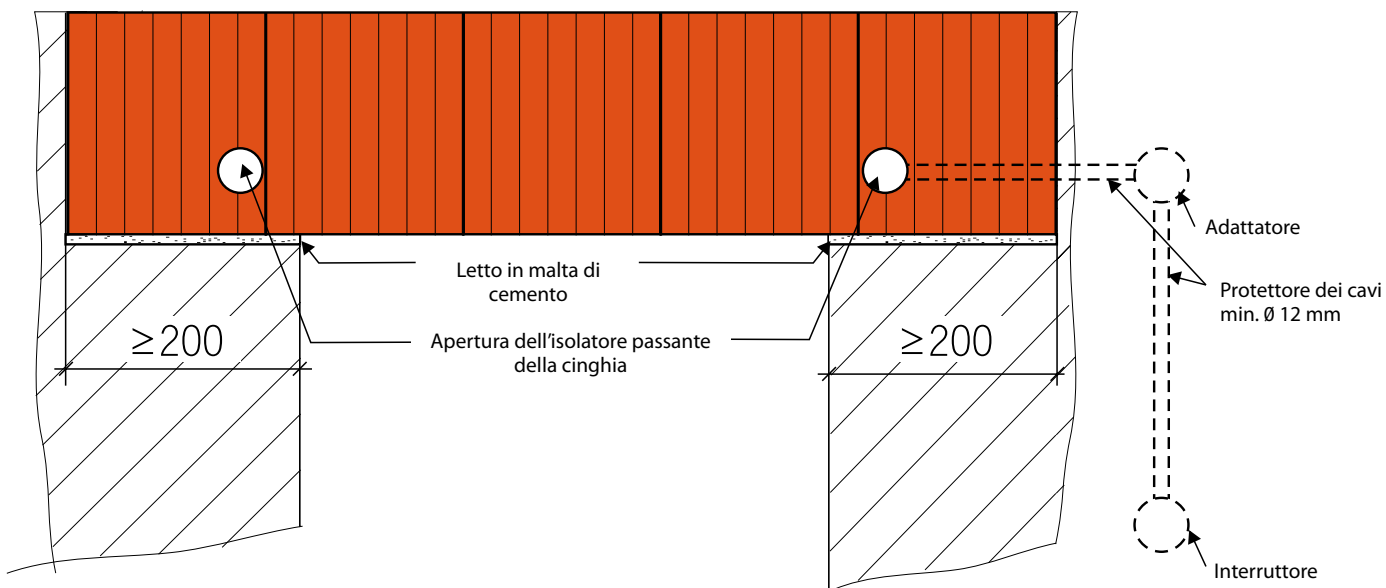 Adattatore
Letto in malta di
cemento
Protettore dei cavi
min. Ø 12 mm
≥200
Apertura dell'isolatore passante
della cinghia
≥200
Interruttore